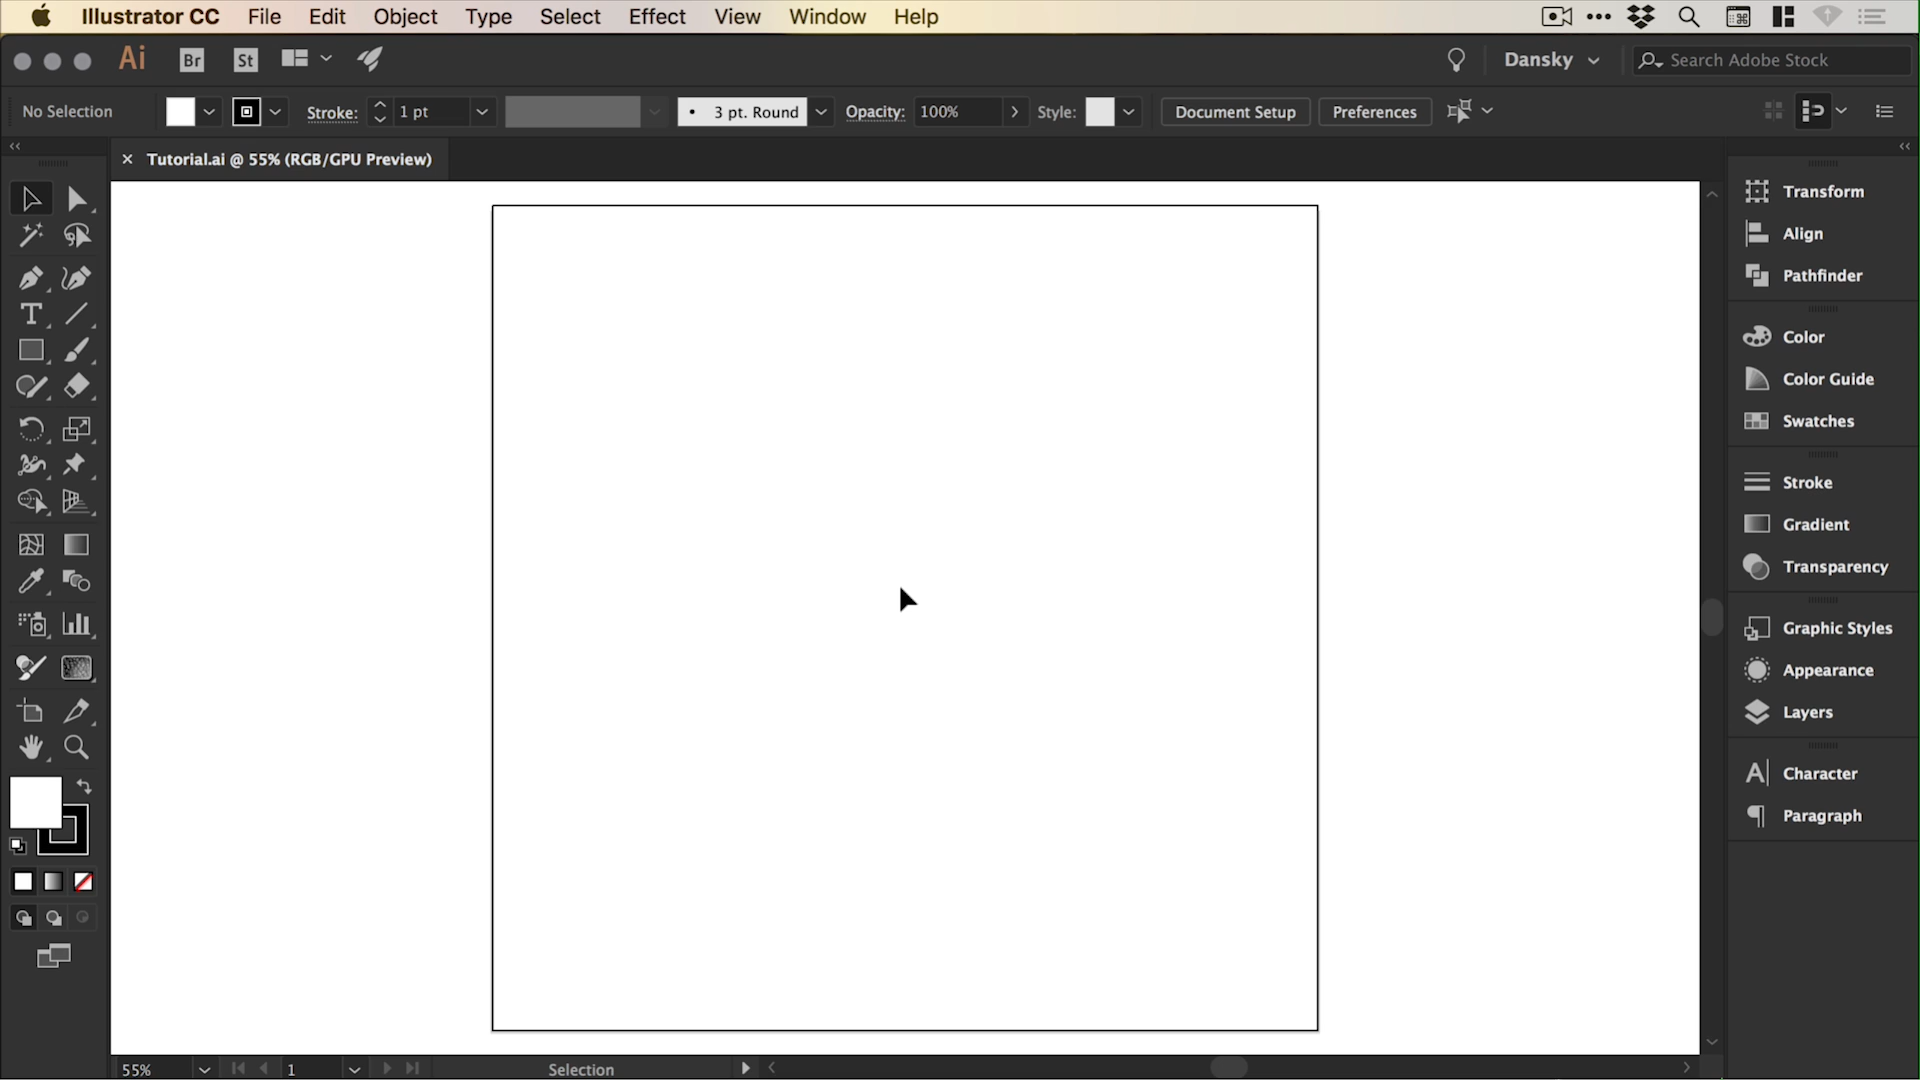 Illustrator CC File Edit Object Type Select Effect View Window Help
Ai Br St Dansky Search Adobe Stock
No Selection Stroke: 1 pt 3 pt. Round Opacity: 100% Style: Document Setup Preferences
Tutorial.ai @ 55% (RGB/GPU Preview)
Transform
Align
Pathfinder
Color
Color Guide
Swatches
Stroke
Gradient
Transparency
Graphic Styles
Appearance
Layers
Character
Paragraph
55% 1 Selection